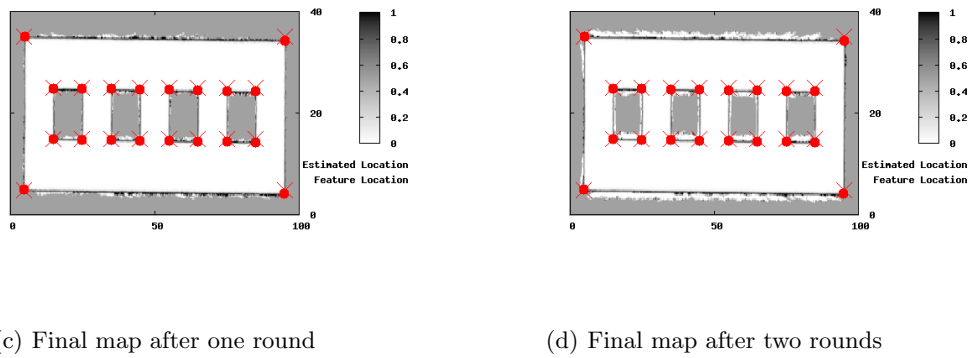 40
20
0
0 50 100
1
0.8
0.6
0.4
0.2
0
Estimated Location
Feature Location
40
20
0
0 50 100
1
0.8
0.6
0.4
0.2
0
Estimated Location
Feature Location
c) Final map after one round
(d) Final map after two rounds